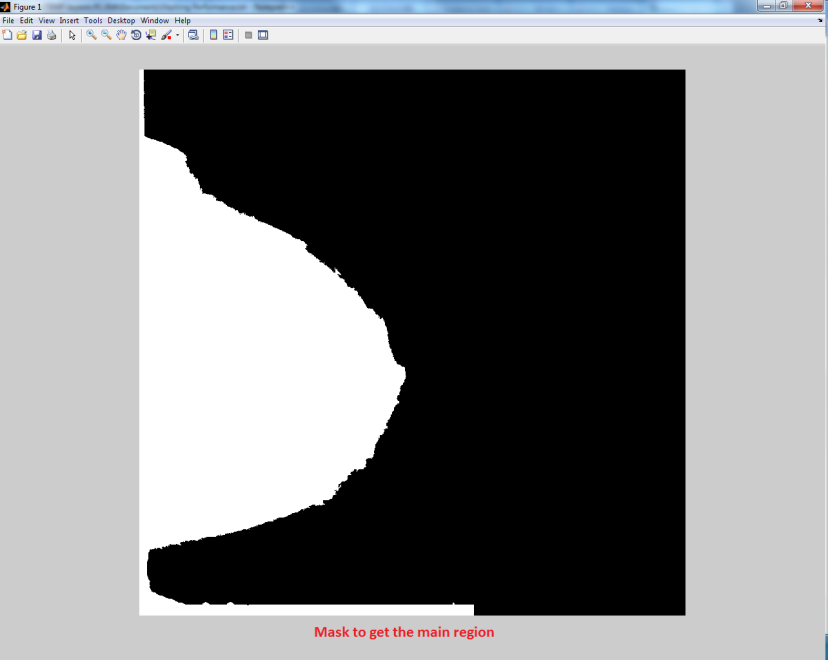 Figure 1
File Edit View Insert Tools Desktop Window Help
Mask to get the main region